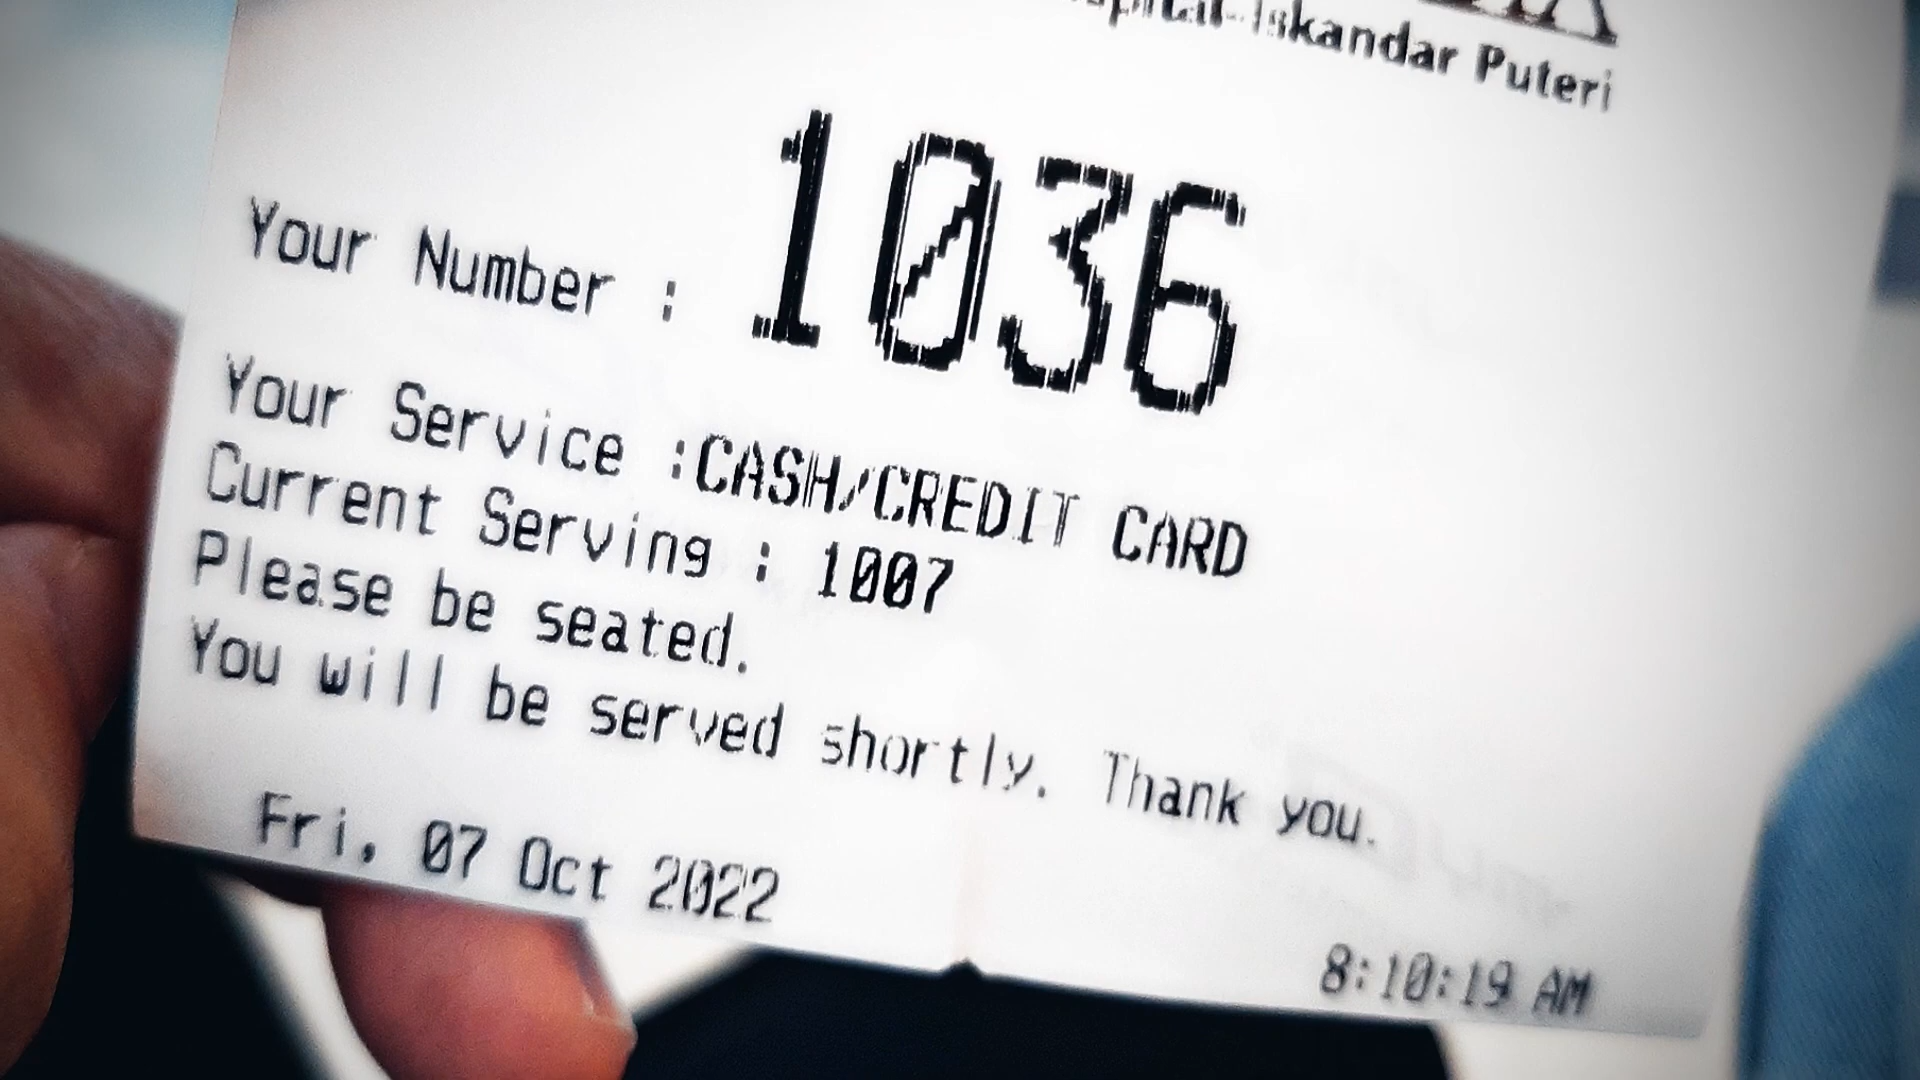 Iskandar Puteri
Your Number : 1036
Your Service :CASH/CREDIT CARD
Current Serving : 1007
Please be seated.
You will be served shortly. Thank you.
Fri, 07 Oct 2022
8:10:19 AM